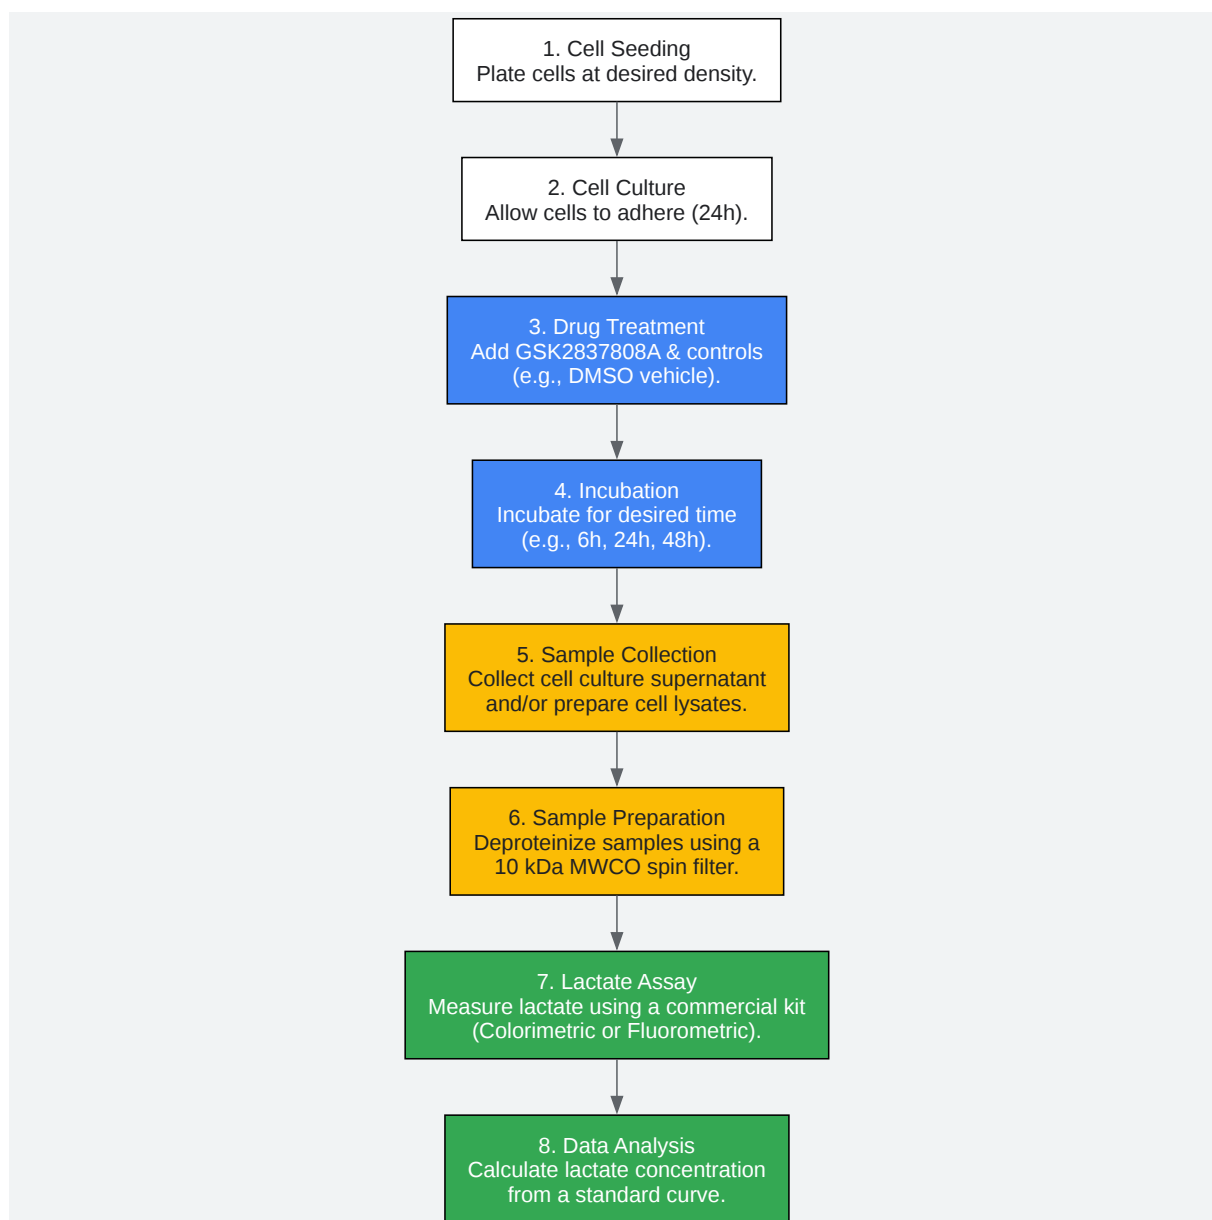 1. Cell Seeding
Plate cells at desired density.
2. Cell Culture
Allow cells to adhere (24h).
3. Drug Treatment
Add GSK2837808A & controls
(e.g., DMSO vehicle).
4. Incubation
Incubate for desired time
(e.g., 6h, 24h, 48h).
5. Sample Collection
Collect cell culture supernatant
and/or prepare cell lysates.
6. Sample Preparation
Deproteinize samples using a
10 kDa MWCO spin filter.
7. Lactate Assay
Measure lactate using a commercial kit
(Colorimetric or Fluorometric).
8. Data Analysis
Calculate lactate concentration
from a standard curve.